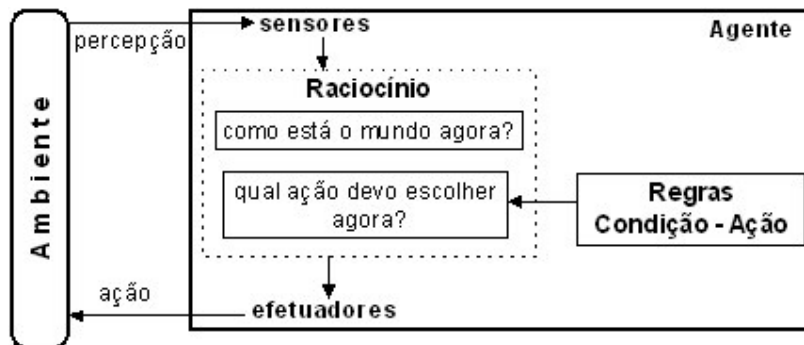 Ambiente
percepção
sensores
Agente
Raciocínio
como está o mundo agora?
qual ação devo escolher
agora?
Regras
Condição - Ação
ação
efetuadores